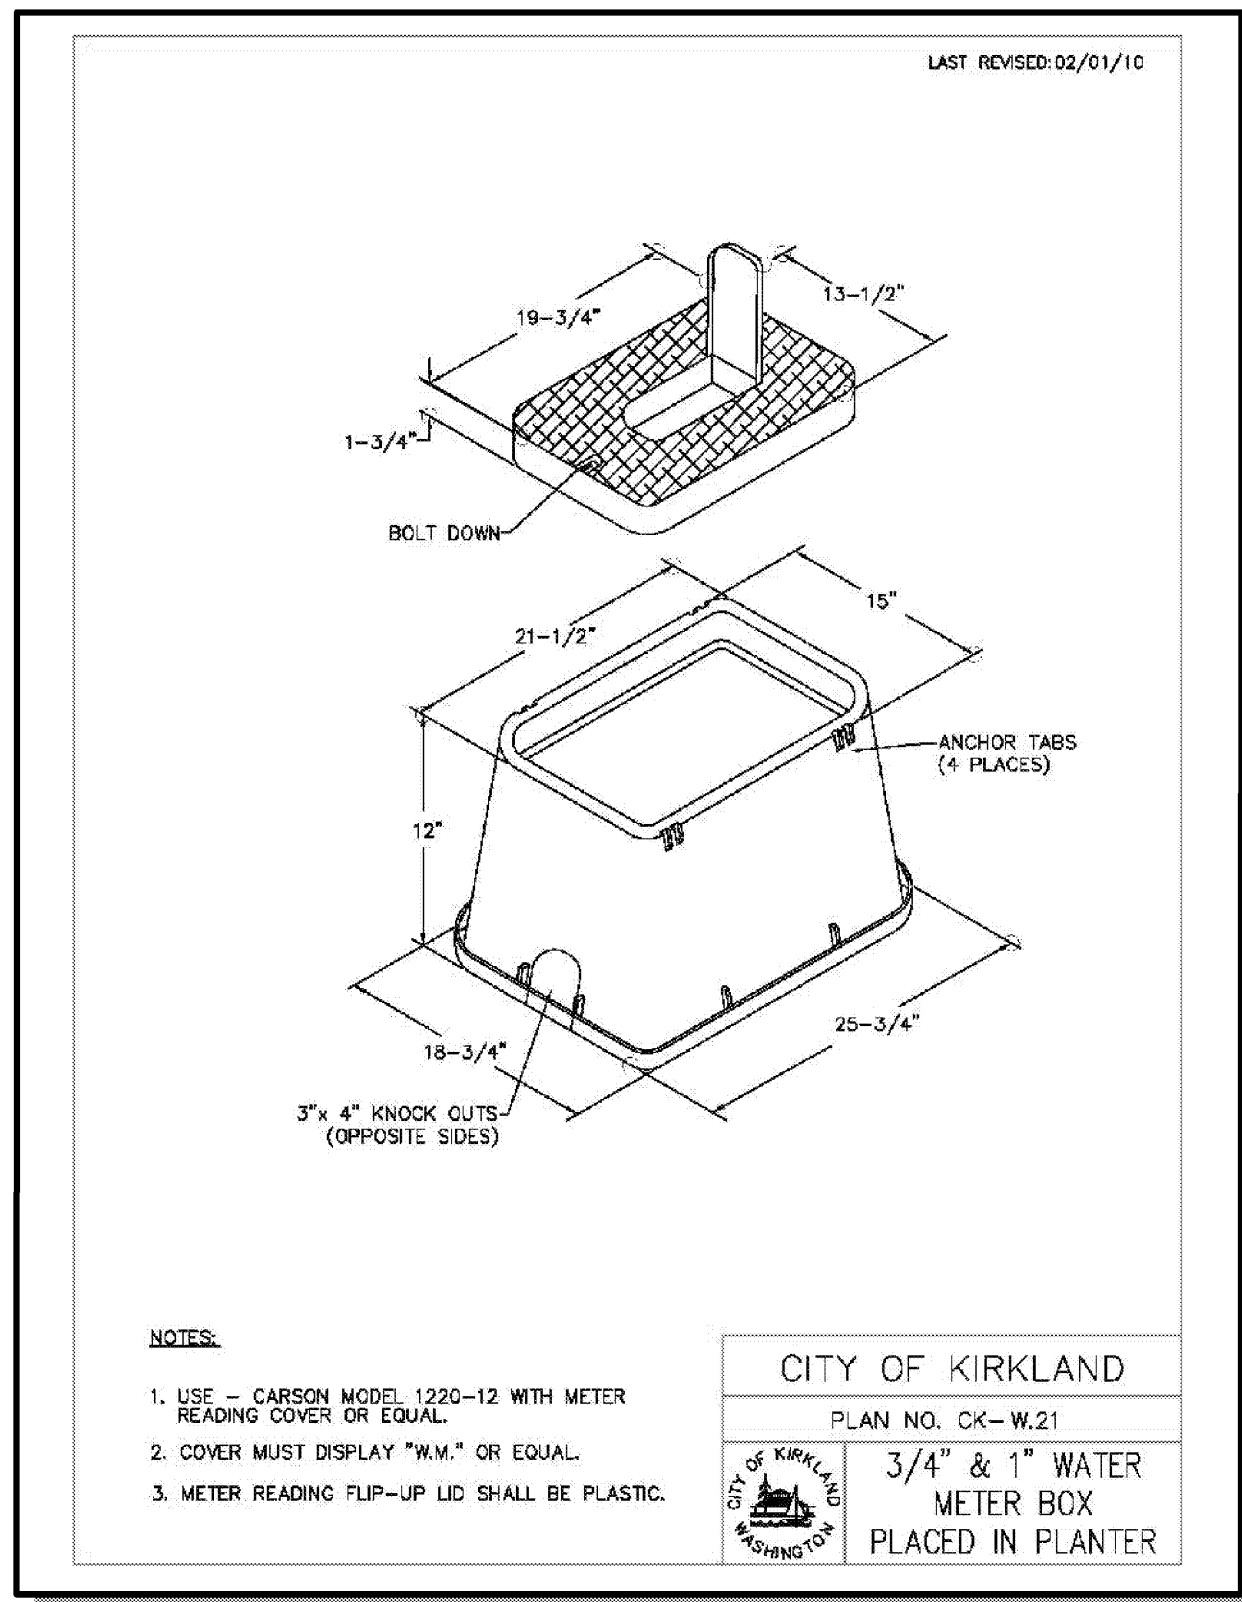 LAST REVISED: 02/01/10
19-3/4"
13-1/2"
1-3/4"
BOLT DOWN
21-1/2"
15"
ANCHOR TABS
(4 PLACES)
12"
18-3/4"
25-3/4"
3"x 4" KNOCK OUTS
(OPPOSITE SIDES)
NOTES:
1. USE - CARSON MODEL 1220-12 WITH METER
READING COVER OR EQUAL.
2. COVER MUST DISPLAY "W.M." OR EQUAL.
3. METER READING FLIP-UP LID SHALL BE PLASTIC.
CITY OF KIRKLAND
PLAN NO. CK-W.21
CITY OF KIRKLAND
WASHINGTON
3/4" & 1" WATER
METER BOX
PLACED IN PLANTER